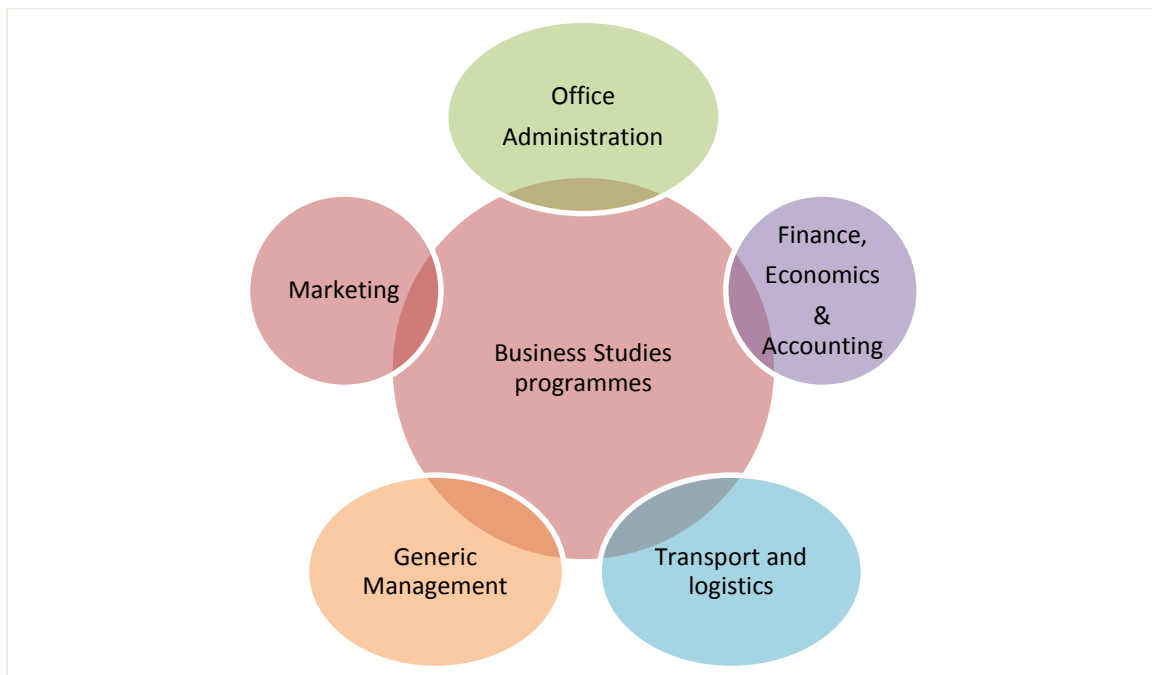 Office
Administration
Finance,
Economics
&
Accounting
Marketing
Business Studies
programmes
Generic
Management
Transport and
logistics